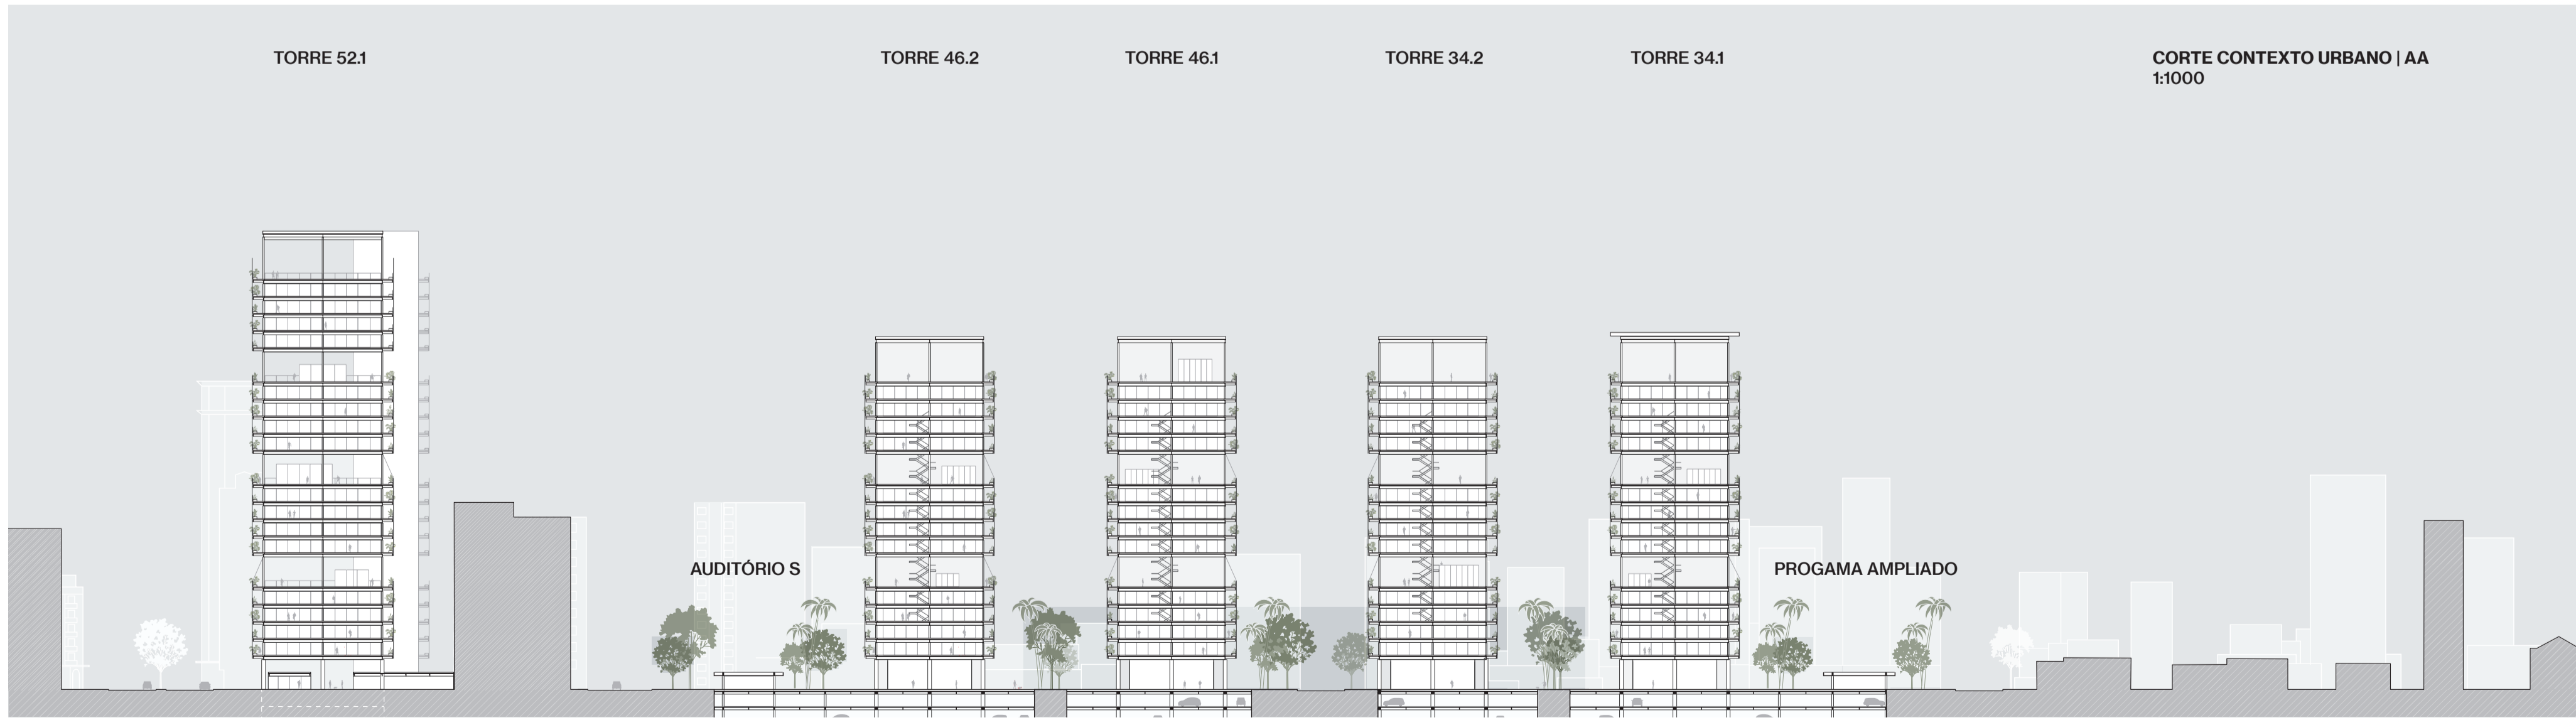 TORRE 52.1
TORRE 46.2
TORRE 46.1
TORRE 34.2
TORRE 34.1
CORTE CONTEXTO URBANO | AA
1:1000
AUDITÓRIO S
PROGAMA AMPLIADO